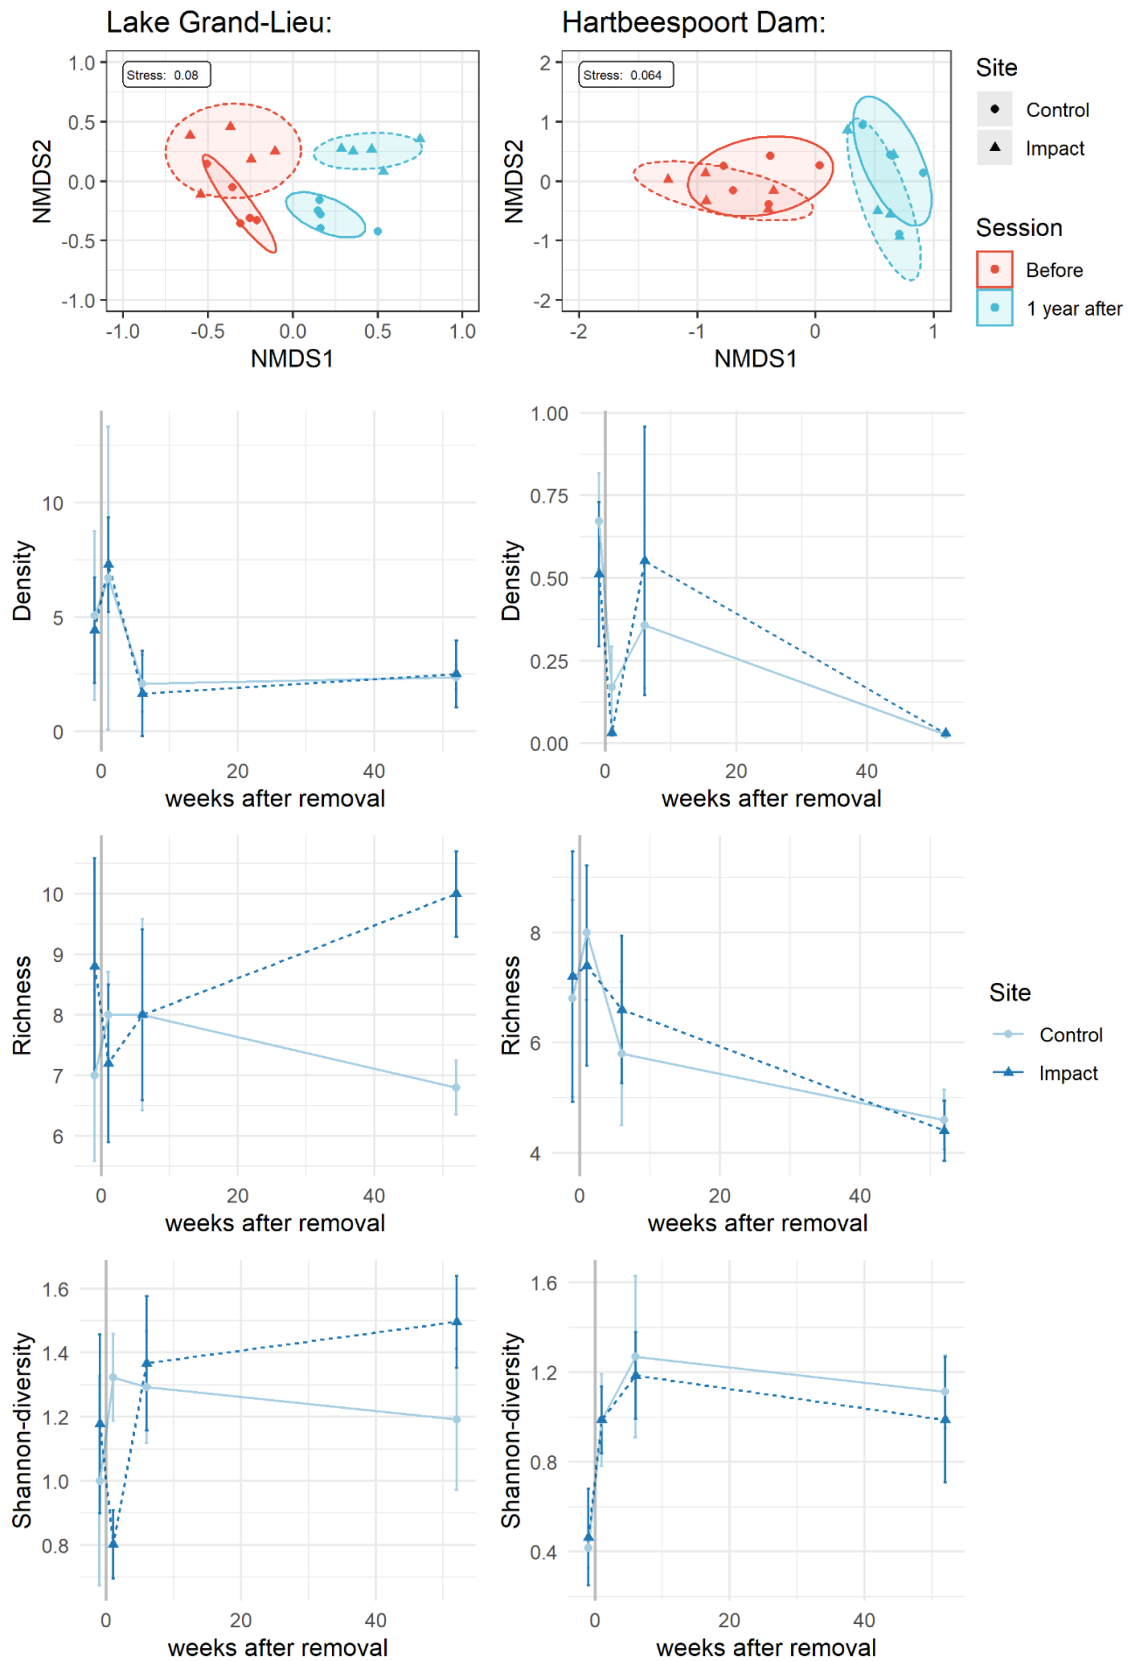 Lake Grand-Lieu:
Hartbeespoort Dam:
Stress: 0.08
1.0
0.5
0.0
-0.5
-1.0
NMDS2
-1.0 -0.5 0.0 0.5 1.0
NMDS1
Stress: 0.064
2
1
0
-1
-2
NMDS2
-2 -1 0 1
NMDS1
Site
Control
Impact
Session
Before
1 year after
10
5
0
Density
0 20 40
weeks after removal
1.00
0.75
0.50
0.25
0.00
Density
0 20 40
weeks after removal
10
9
8
7
6
Richness
0 20 40
weeks after removal
8
6
4
Richness
0 20 40
weeks after removal
Site
Control
Impact
1.6
1.4
1.2
1.0
0.8
Shannon-diversity
0 20 40
weeks after removal
1.6
1.2
0.8
0.4
Shannon-diversity
0 20 40
weeks after removal